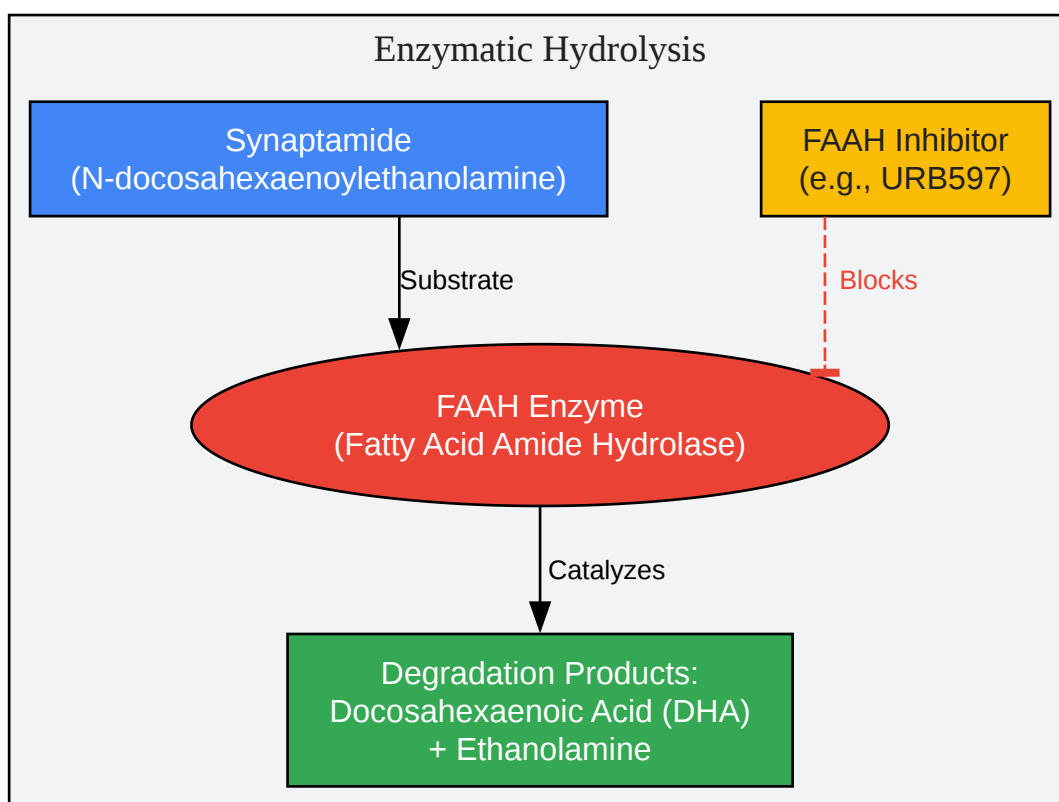 Enzymatic Hydrolysis
Synaptamide
(N-docosahexaenoylethanolamine)
FAAH Inhibitor
(e.g., URB597)
Substrate
Blocks
FAAH Enzyme
(Fatty Acid Amide Hydrolase)
Catalyzes
Degradation Products:
Docosahexaenoic Acid (DHA)
+ Ethanolamine